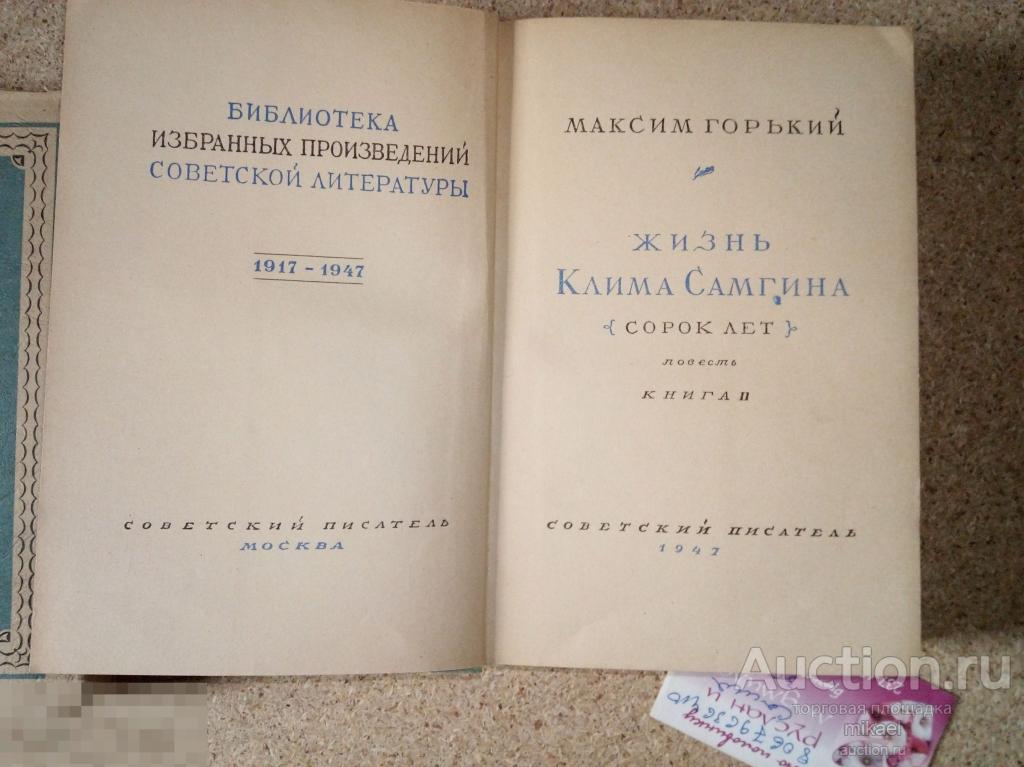 БИБЛИОТЕКА
ИЗБРАННЫХ ПРОИЗВЕДЕНИЙ
СОВЕТСКОЙ ЛИТЕРАТУРЫ
1917 - 1947
СОВЕТСКИЙ ПИСАТЕЛЬ
МОСКВА
МАКСИМ ГОРЬКИЙ
ЖИЗНЬ
КЛИМА САМГИНА
{ СОРОК ЛЕТ }
повесть
КНИГА II
СОВЕТСКИЙ ПИСАТЕЛЬ
1947
РУСЛАН И
Auction.ru
торговая площадка
mikael
auction.ru